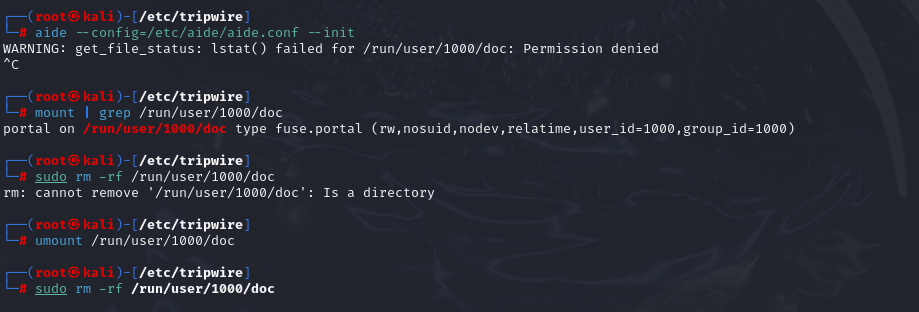 ┌──(root㉿kali)-[/etc/tripwire]
└─# aide --config=/etc/aide/aide.conf --init
WARNING: get_file_status: lstat() failed for /run/user/1000/doc: Permission denied
^C
┌──(root㉿kali)-[/etc/tripwire]
└─# mount | grep /run/user/1000/doc
portal on /run/user/1000/doc type fuse.portal (rw,nosuid,nodev,relatime,user_id=1000,group_id=1000)
┌──(root㉿kali)-[/etc/tripwire]
└─# sudo rm -rf /run/user/1000/doc
rm: cannot remove '/run/user/1000/doc': Is a directory
┌──(root㉿kali)-[/etc/tripwire]
└─# umount /run/user/1000/doc
┌──(root㉿kali)-[/etc/tripwire]
└─# sudo rm -rf /run/user/1000/doc